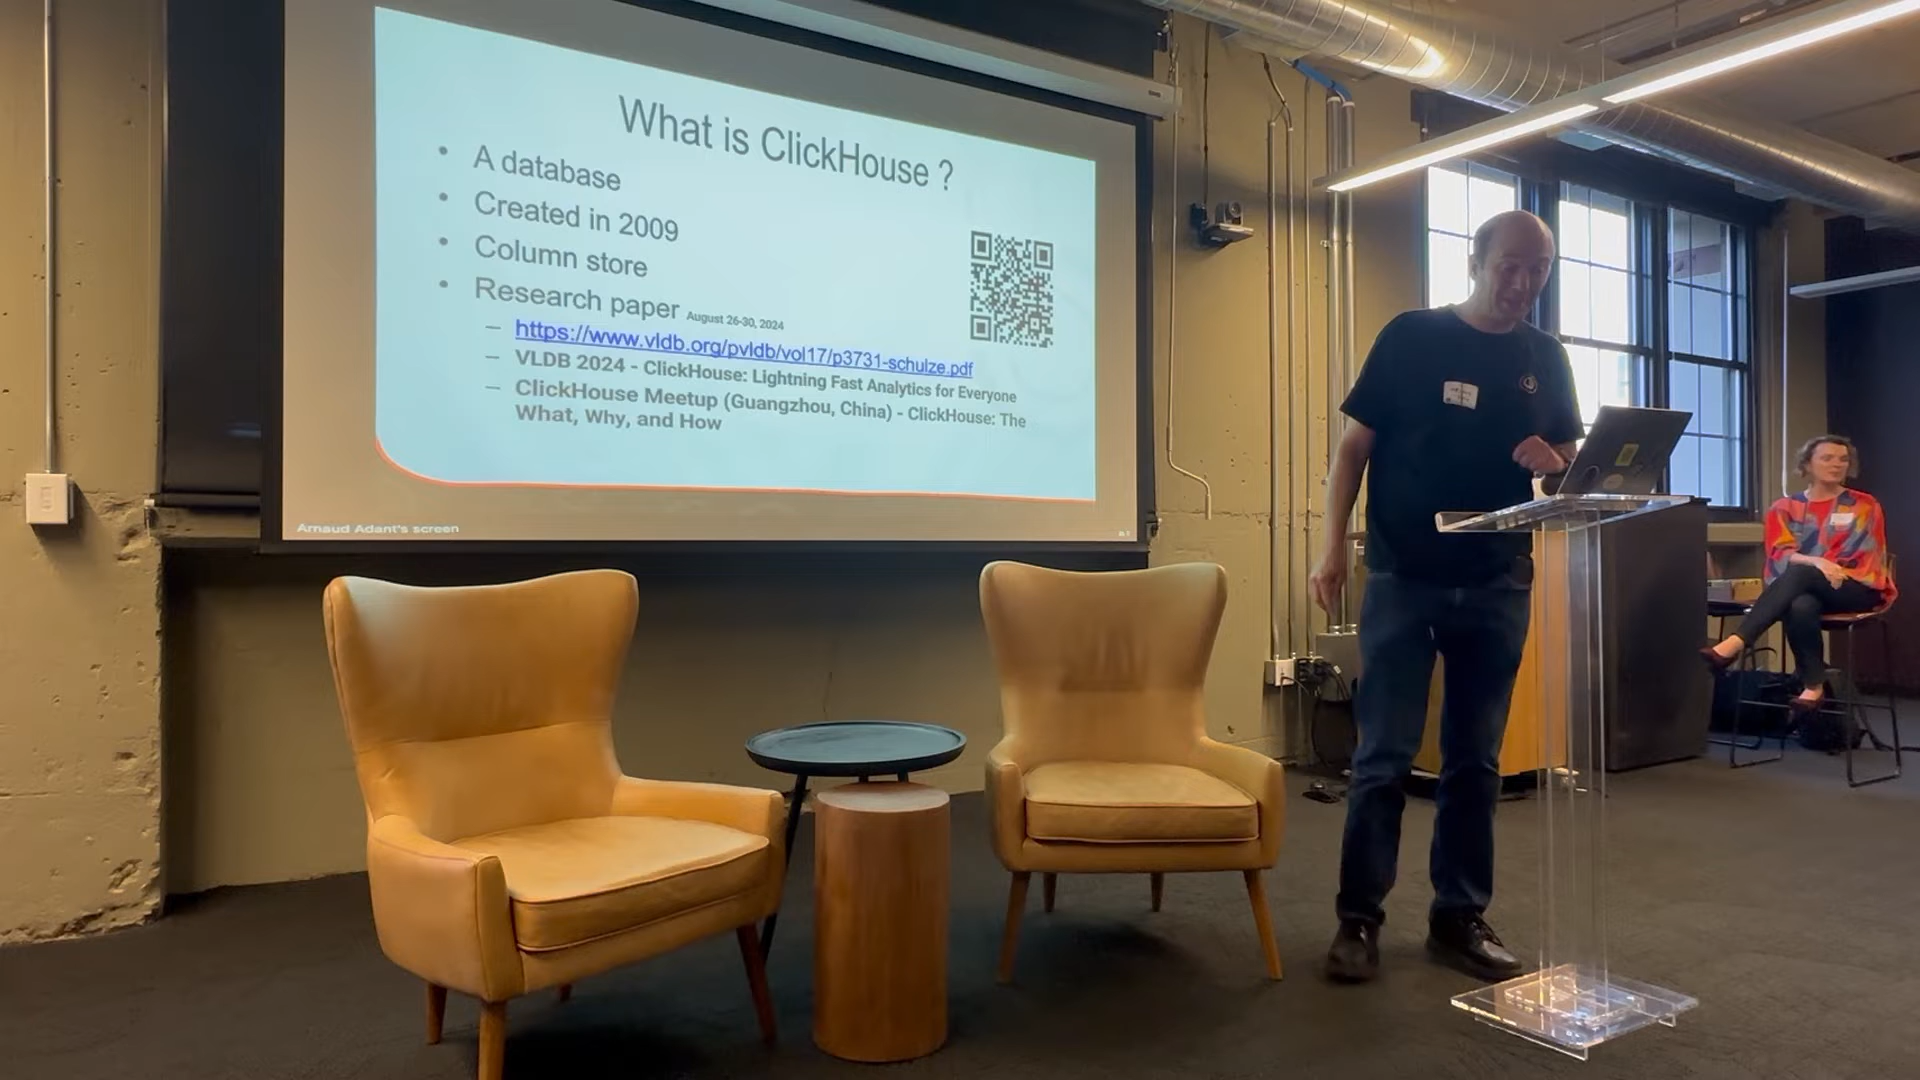 What is ClickHouse ?
• A database
• Created in 2009
• Column store
• Research paper August 26-30, 2024
– https://www.vldb.org/pvldb/vol17/p3731-schulze.pdf
– VLDB 2024 - ClickHouse: Lightning Fast Analytics for Everyone
– ClickHouse Meetup (Guangzhou, China) - ClickHouse: The
What, Why, and How
Arnaud Adant's screen